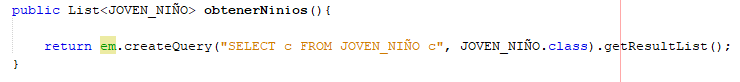 public List<JOVEN_NIÑO> obtenerNinios(){
return em.createQuery("SELECT c FROM JOVEN_NIÑO c", JOVEN_NIÑO.class).getResultList();
}